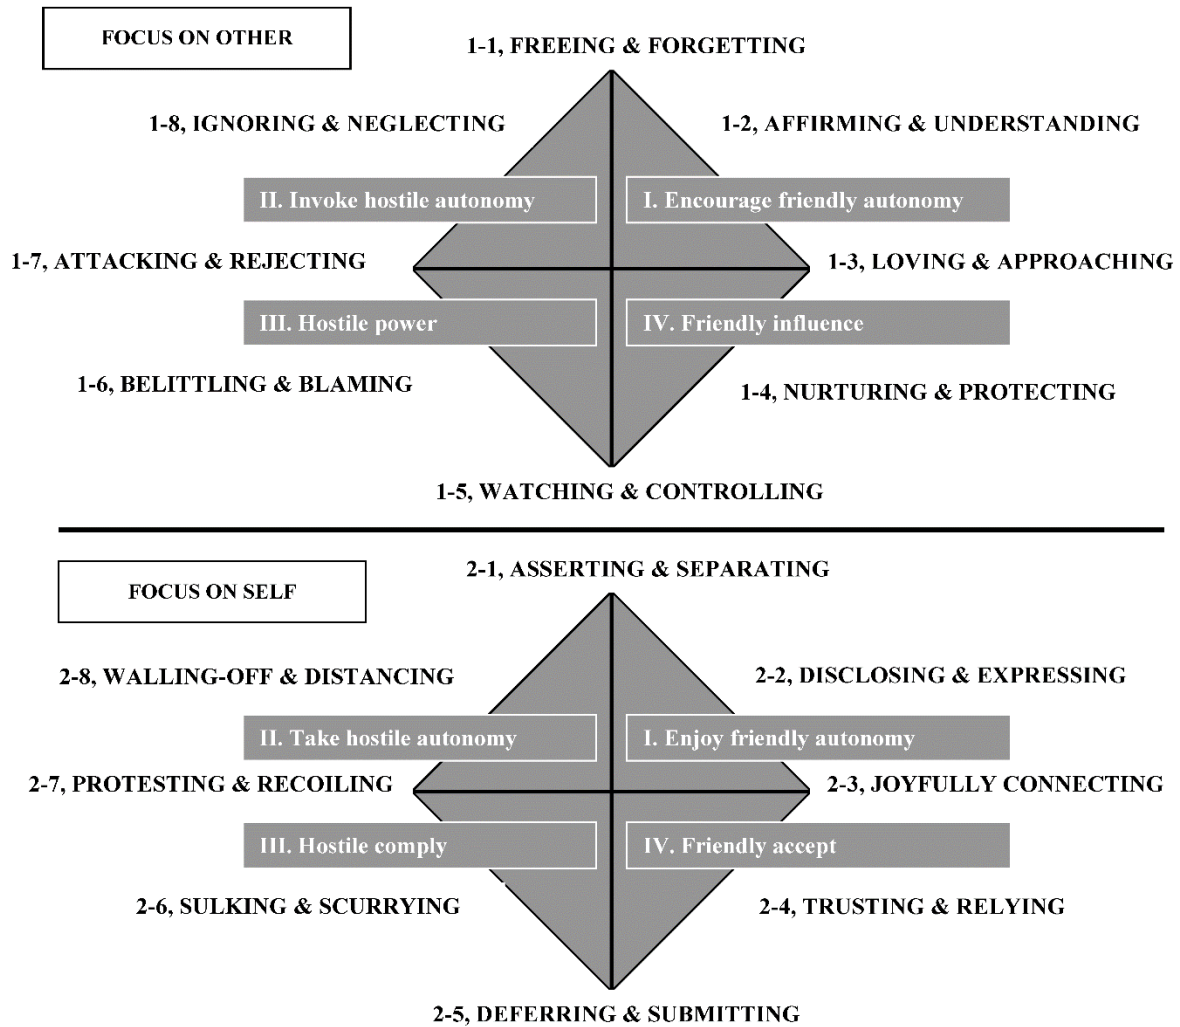 FOCUS ON OTHER
1-1, FREEING & FORGETTING
1-8, IGNORING & NEGLECTING
1-2, AFFIRMING & UNDERSTANDING
II. Invoke hostile autonomy
I. Encourage friendly autonomy
1-7, ATTACKING & REJECTING
1-3, LOVING & APPROACHING
III. Hostile power
IV. Friendly influence
1-6, BELITTLING & BLAMING
1-4, NURTURING & PROTECTING
1-5, WATCHING & CONTROLLING
FOCUS ON SELF
2-1, ASSERTING & SEPARATING
2-8, WALLING-OFF & DISTANCING
2-2, DISCLOSING & EXPRESSING
II. Take hostile autonomy
I. Enjoy friendly autonomy
2-7, PROTESTING & RECOILING
2-3, JOYFULLY CONNECTING
III. Hostile comply
IV. Friendly accept
2-6, SULKING & SCURRYING
2-4, TRUSTING & RELYING
2-5, DEFERRING & SUBMITTING